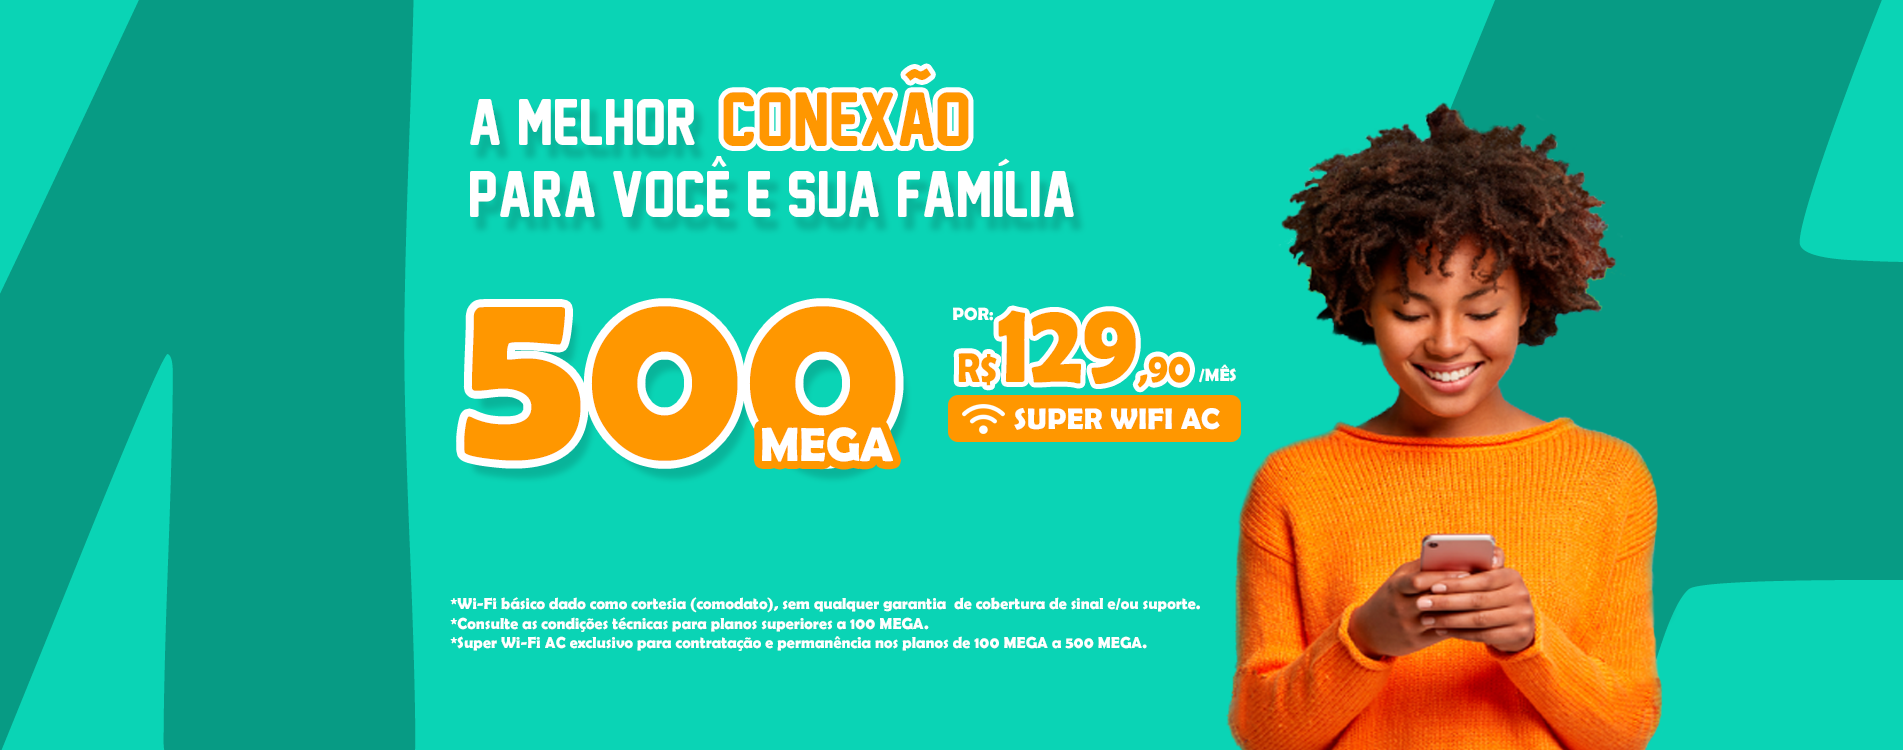 A MELHOR CONEXÃO
PARA VOCÊ E SUA FAMÍLIA
500
MEGA
POR:
R$129,90 /MÊS
SUPER WIFI AC
*Wi-Fi básico dado como cortesia (comodato), sem qualquer garantia de cobertura de sinal e/ou suporte.
*Consulte as condições técnicas para planos superiores a 100 MEGA.
*Super Wi-Fi AC exclusivo para contratação e permanência nos planos de 100 MEGA a 500 MEGA.